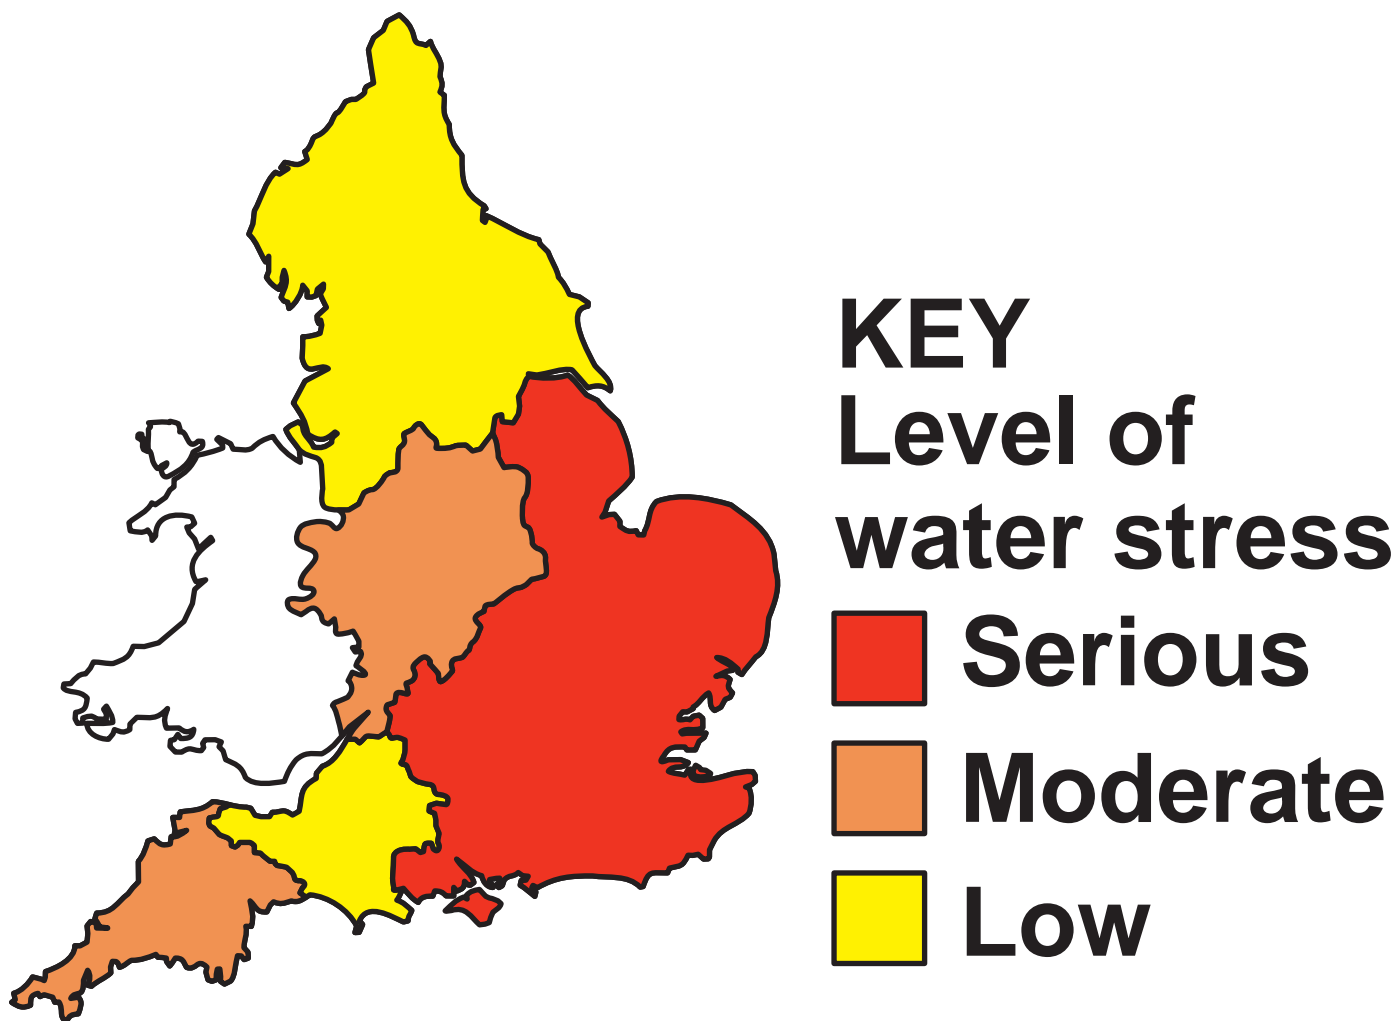 KEY
Level of
water stress
Serious
Moderate
Low